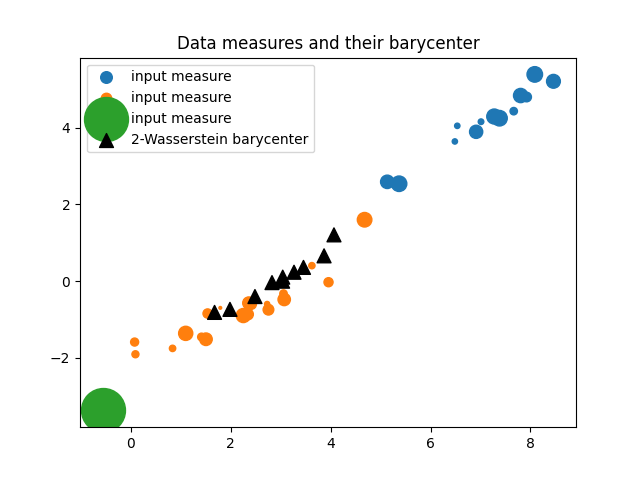 Data measures and their barycenter
input measure
input measure
input measure
2-Wasserstein barycenter
4
2
0
−2
0 2 4 6 8